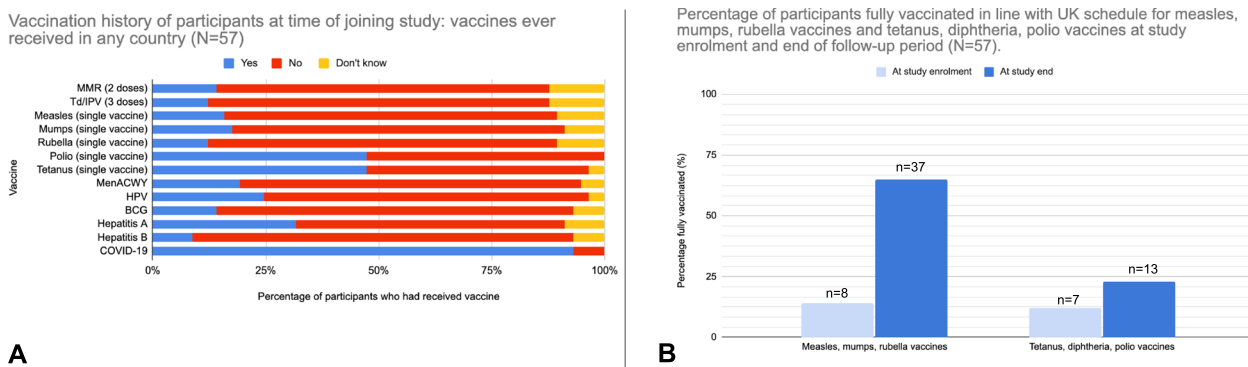 Vaccination history of participants at time of joining study: vaccines ever
received in any country (N=57)
Yes No Don't know
MMR (2 doses)
Td/IPV (3 doses)
Measles (single vaccine)
Mumps (single vaccine)
Rubella (single vaccine)
Polio (single vaccine)
Tetanus (single vaccine)
MenACWY
HPV
BCG
Hepatitis A
Hepatitis B
COVID-19
Vaccine
0% 25% 50% 75% 100%
Percentage of participants who had received vaccine
A
Percentage of participants fully vaccinated in line with UK schedule for measles,
mumps, rubella vaccines and tetanus, diphtheria, polio vaccines at study
enrolment and end of follow-up period (N=57).
At study enrolment At study end
Percentage fully vaccinated (%)
100
75
50
25
0
n=8
n=37
n=7
n=13
Measles, mumps, rubella vaccines
Tetanus, diphtheria, polio vaccines
B